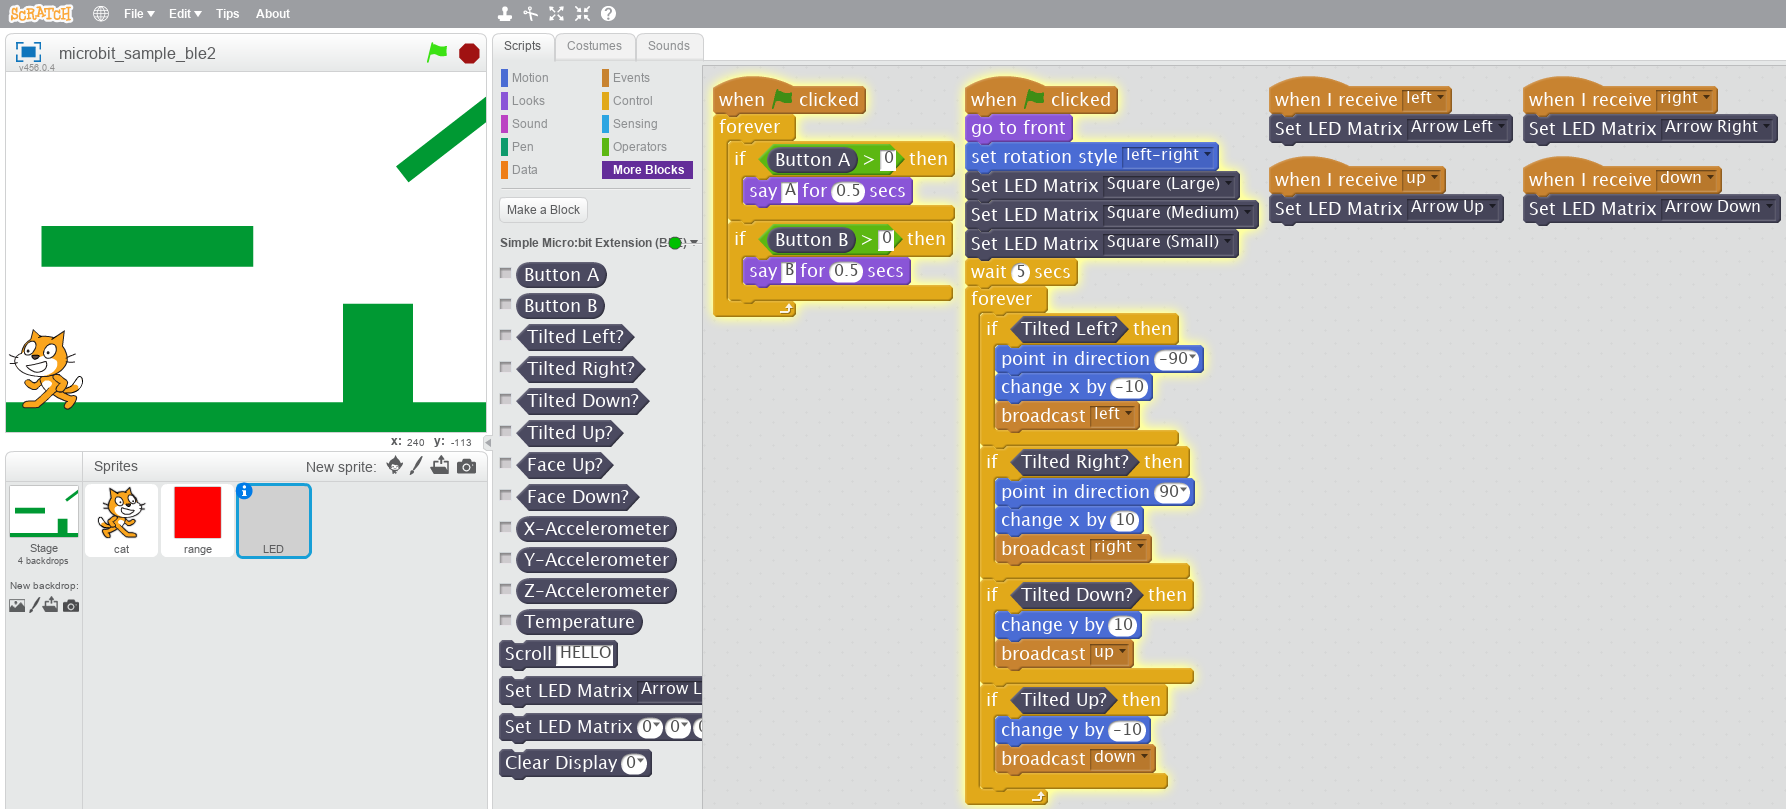 SCRATCH
File Edit Tips About
microbit_sample_ble2
v456.0.4
x: 240 y: -113
Sprites New sprite:
Stage
4 backdrops
New backdrop:
cat
range
LED
Scripts Costumes Sounds
Motion Events
Looks Control
Sound Sensing
Pen Operators
Data More Blocks
Make a Block
Simple Micro:bit Extension (BLE)
Button A
Button B
Tilted Left?
Tilted Right?
Tilted Down?
Tilted Up?
Face Up?
Face Down?
X-Accelerometer
Y-Accelerometer
Z-Accelerometer
Temperature
Scroll HELLO
Set LED Matrix Arrow L
Set LED Matrix 0 0 0
Clear Display 0
when clicked
forever
if Button A > 0 then
say A for 0.5 secs
if Button B > 0 then
say B for 0.5 secs
when clicked
go to front
set rotation style left-right
Set LED Matrix Square (Large)
Set LED Matrix Square (Medium)
Set LED Matrix Square (Small)
wait 5 secs
forever
if Tilted Left? then
point in direction -90
change x by -10
broadcast left
if Tilted Right? then
point in direction 90
change x by 10
broadcast right
if Tilted Down? then
change y by 10
broadcast up
if Tilted Up? then
change y by -10
broadcast down
when I receive left
Set LED Matrix Arrow Left
when I receive right
Set LED Matrix Arrow Right
when I receive up
Set LED Matrix Arrow Up
when I receive down
Set LED Matrix Arrow Down